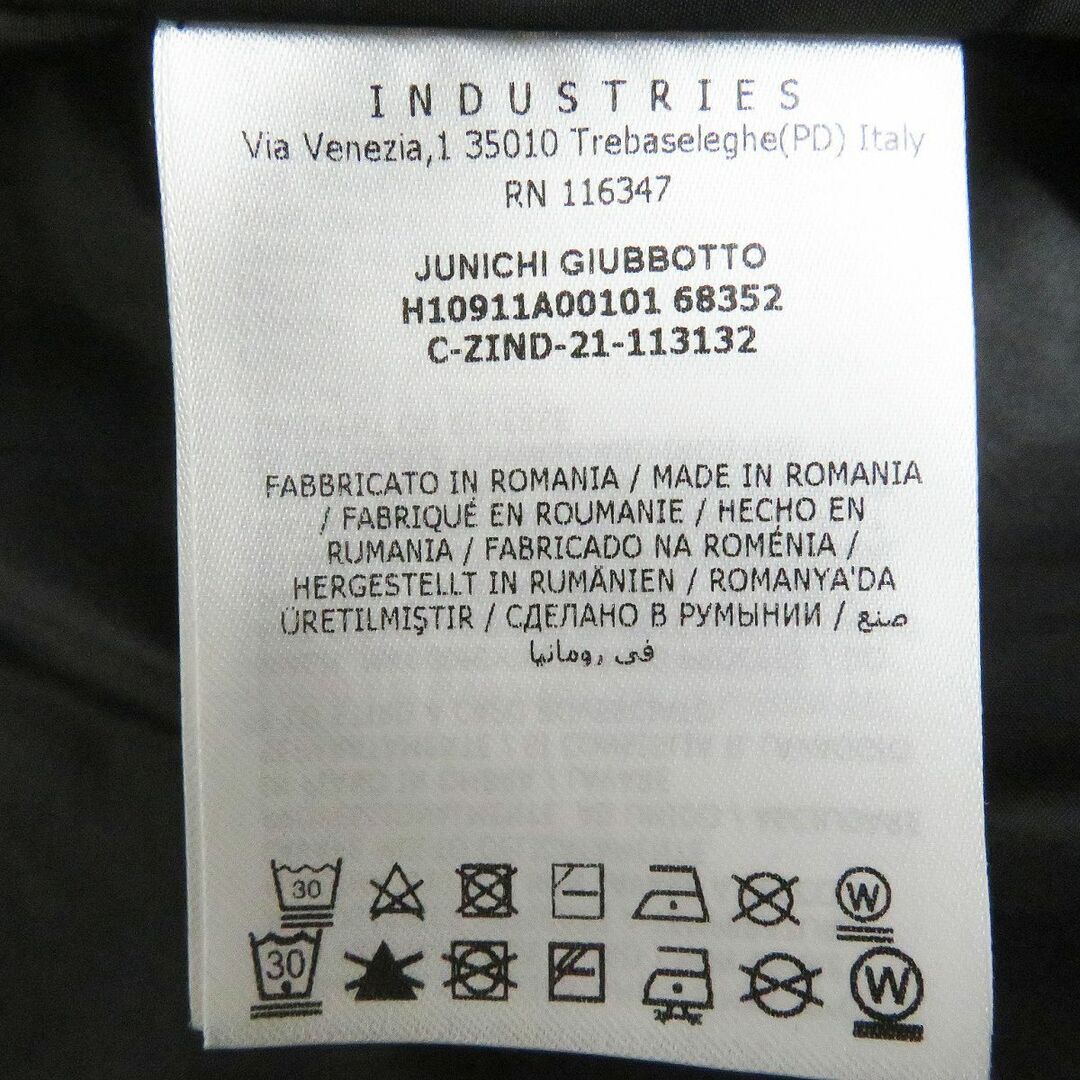 INDUSTRIES
Via Venezia,1 35010 Trebaseleghe(PD) Italy
RN 116347
JUNICHI GIUBBOTTO
H10911A00101 68352
C-ZIND-21-113132
FABBRICATO IN ROMANIA / MADE IN ROMANIA
/ FABRIQUÉ EN ROUMANIE / HECHO EN
RUMANIA / FABRICADO NA ROMÉNIA /
HERGESTELLT IN RUMÄNIEN / ROMANYA'DA
ÜRETILMIŞTIR / СДЕЛАНО В РУМЫНИИ / صنع
في رومانيا
30 W
30 W